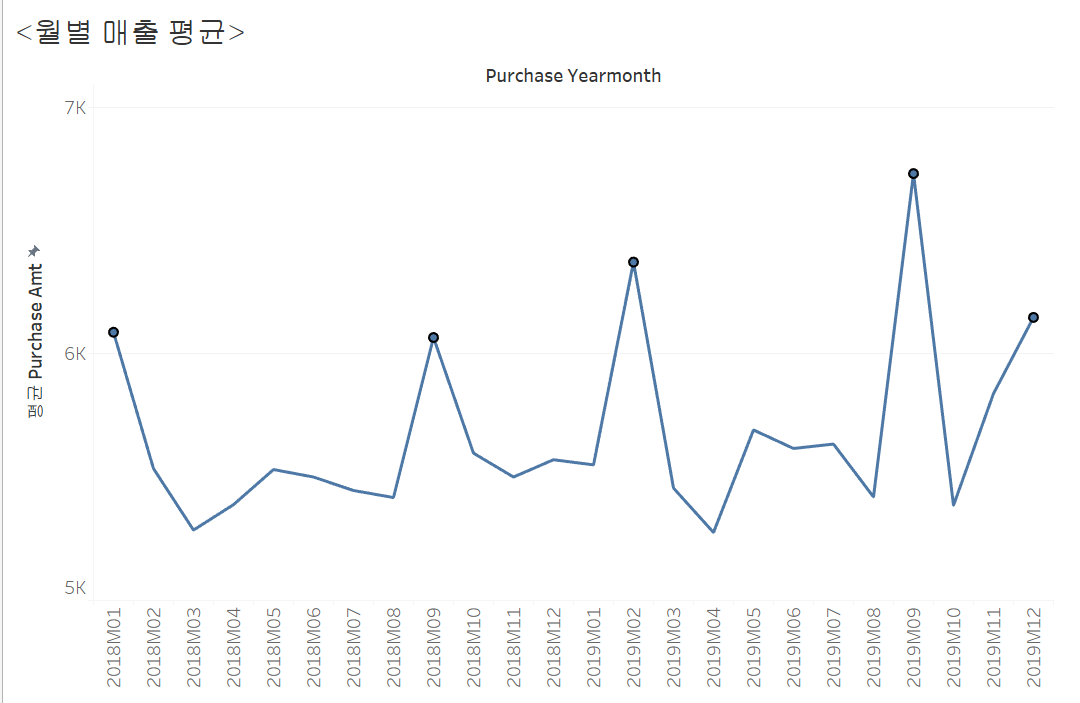 <월별 매출 평균>
Purchase Yearmonth
7K
6K
5K
평균 Purchase Amt
2018M01
2018M02
2018M03
2018M04
2018M05
2018M06
2018M07
2018M08
2018M09
2018M10
2018M11
2018M12
2019M01
2019M02
2019M03
2019M04
2019M05
2019M06
2019M07
2019M08
2019M09
2019M10
2019M11
2019M12